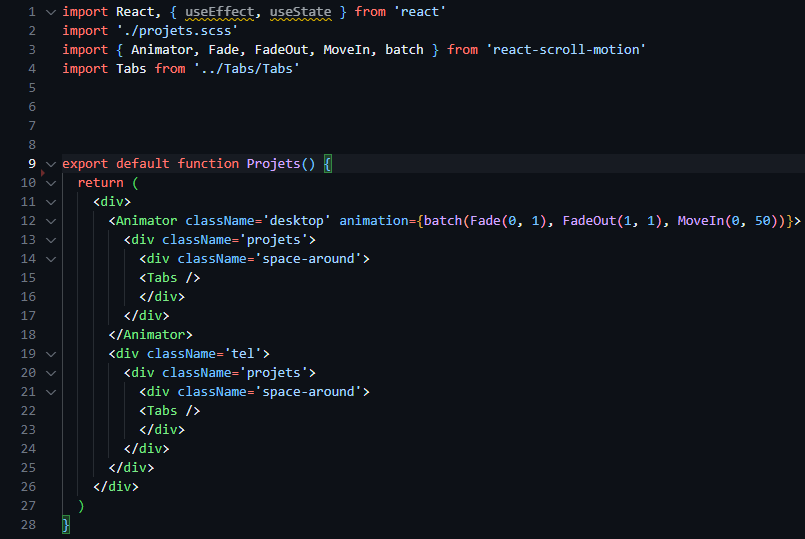 1 import React, { useEffect, useState } from 'react'
2 import './projets.scss'
3 import { Animator, Fade, FadeOut, MoveIn, batch } from 'react-scroll-motion'
4 import Tabs from '../Tabs/Tabs'
5
6
7
8
9 export default function Projets() {
10   return (
11     <div>
12       <Animator className='desktop' animation={batch(Fade(0, 1), FadeOut(1, 1), MoveIn(0, 50))}>
13         <div className='projets'>
14           <div className='space-around'>
15           <Tabs />
16           </div>
17         </div>
18       </Animator>
19       <div className='tel'>
20         <div className='projets'>
21           <div className='space-around'>
22           <Tabs />
23           </div>
24         </div>
25       </div>
26     </div>
27   )
28 }